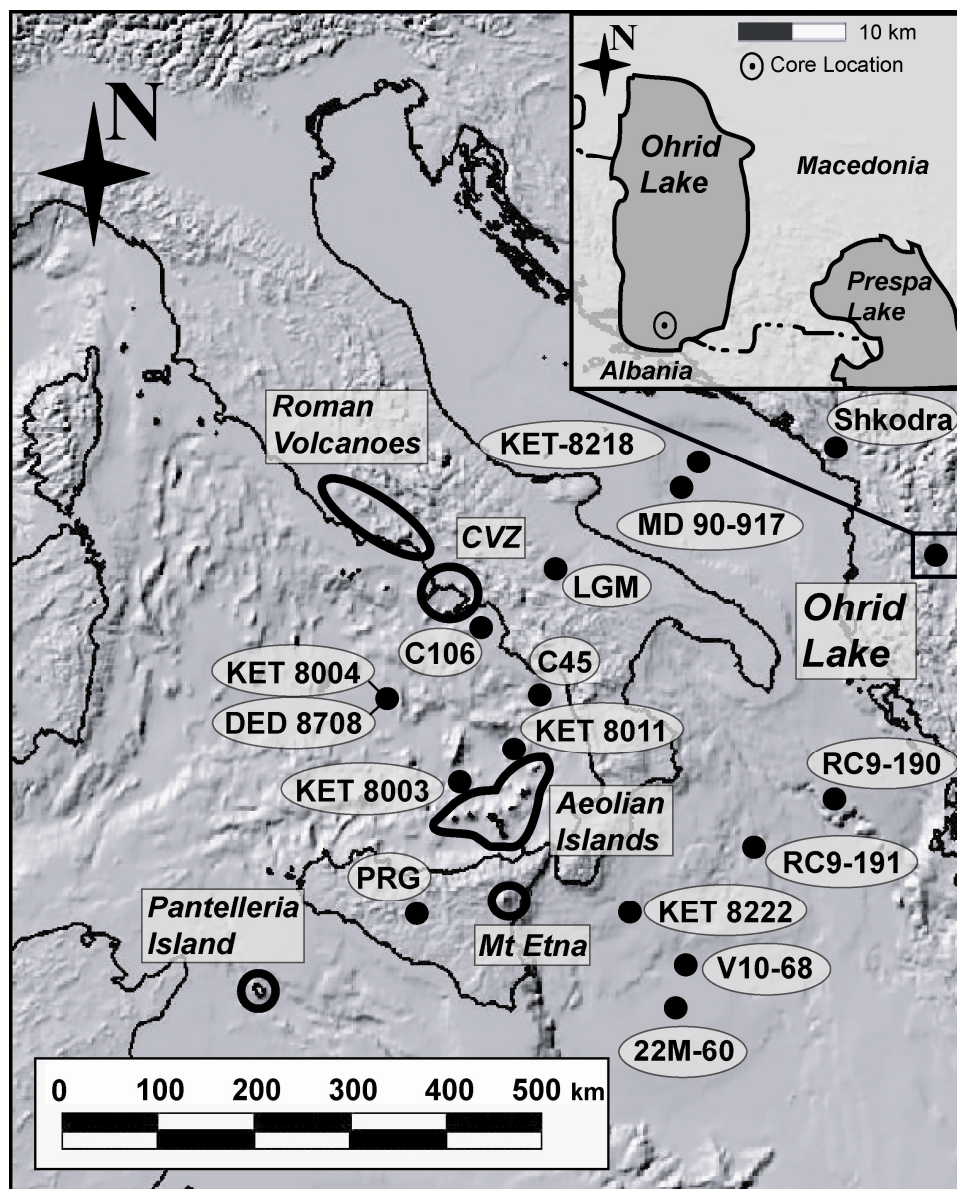 N
10 km
Core Location
N
Ohrid
Lake
Macedonia
Prespa
Lake
Albania
Roman
Volcanoes
KET-8218
Shkodra
MD 90-917
CVZ
LGM
Ohrid
Lake
C106
C45
KET 8004
DED 8708
KET 8011
RC9-190
KET 8003
Aeolian
Islands
RC9-191
PRG
Pantelleria
Island
KET 8222
Mt Etna
V10-68
22M-60
0 100 200 300 400 500 km